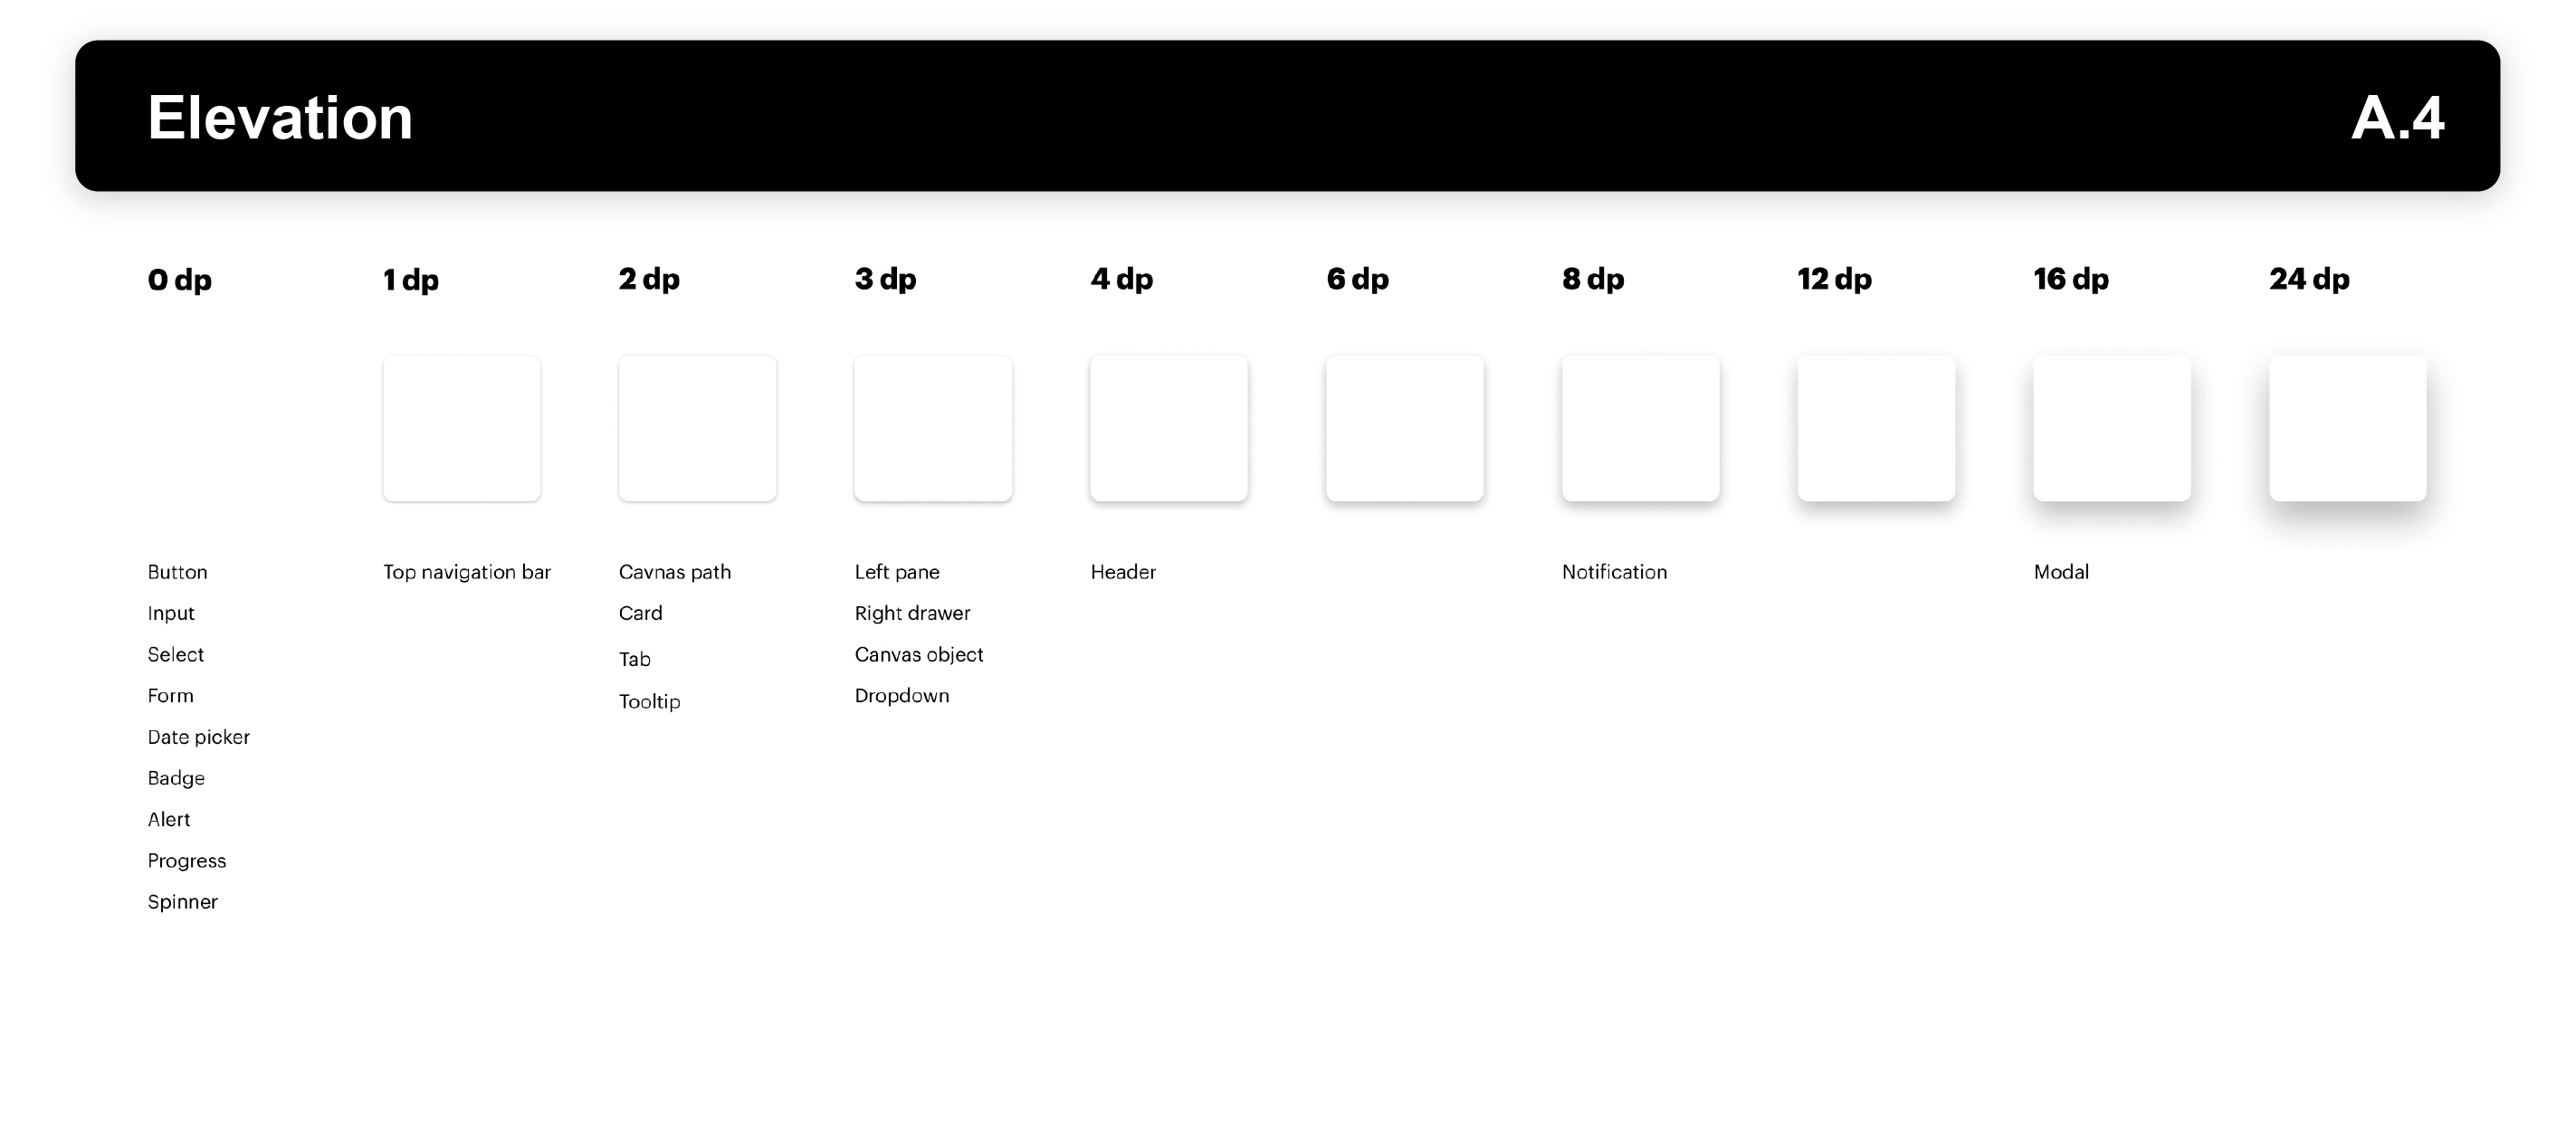 Elevation
A.4
0 dp
1 dp
2 dp
3 dp
4 dp
6 dp
8 dp
12 dp
16 dp
24 dp
Button
Input
Select
Form
Date picker
Badge
Alert
Progress
Spinner
Top navigation bar
Cavnas path
Card
Tab
Tooltip
Left pane
Right drawer
Canvas object
Dropdown
Header
Notification
Modal